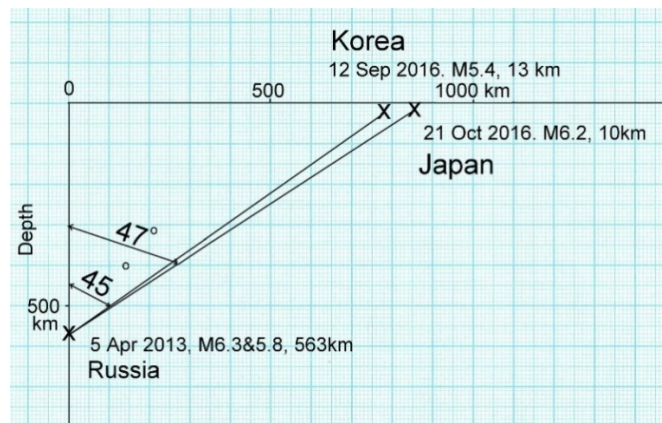 Korea
12 Sep 2016. M5.4, 13 km
0
500
1000 km
X
X
21 Oct 2016. M6.2, 10km
Japan
Depth
47°
45°
500
km
X
5 Apr 2013, M6.3&5.8, 563km
Russia